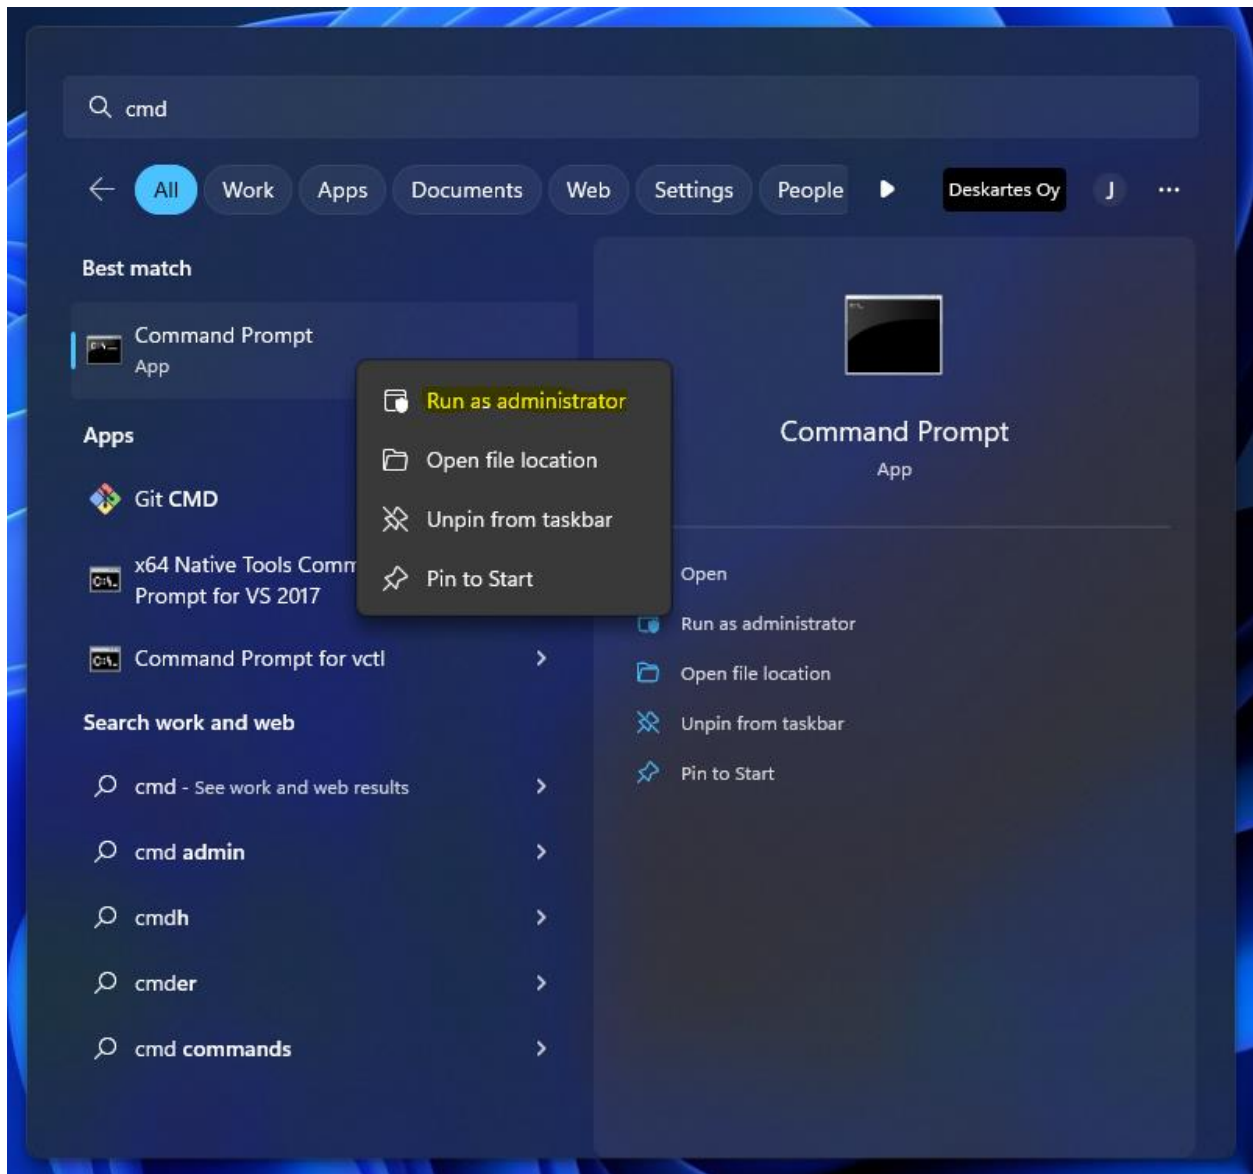 cmd
All Work Apps Documents Web Settings People Deskartes Oy J
Best match
Command Prompt
App
Run as administrator
Open file location
Unpin from taskbar
Pin to Start
Apps
Git CMD
x64 Native Tools Comm
Prompt for VS 2017
Command Prompt for vctl
Search work and web
cmd - See work and web results
cmd admin
cmdh
cmder
cmd commands
Command Prompt
App
Open
Run as administrator
Open file location
Unpin from taskbar
Pin to Start